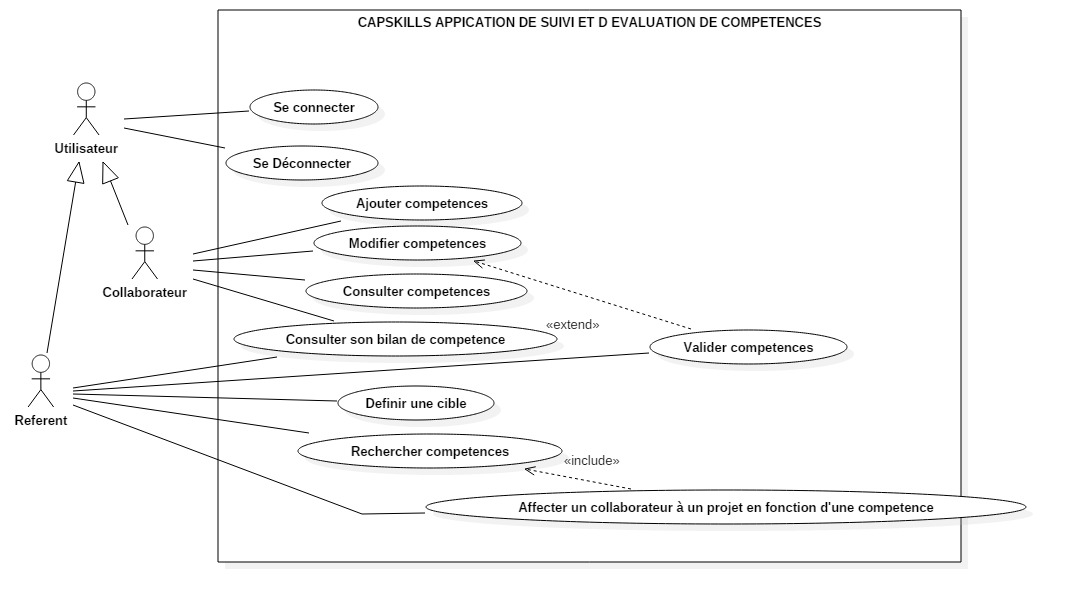 CAPSKILLS APPICATION DE SUIVI ET D EVALUATION DE COMPETENCES
Se connecter
Utilisateur
Se Déconnecter
Ajouter competences
Modifier competences
Collaborateur
Consulter competences
«extend»
Consulter son bilan de competence
Valider competences
Definir une cible
Referent
Rechercher competences
«include»
Affecter un collaborateur à un projet en fonction d'une competence